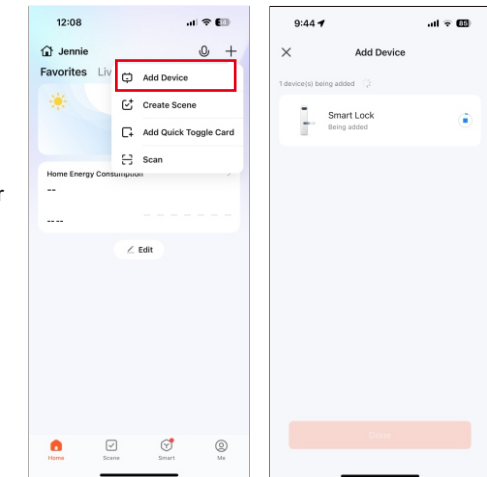 12:08
Jennie
Favorites Liv
Add Device
Create Scene
Add Quick Toggle Card
Scan
Home Energy Consumption
--
-- --
Edit
Home
Scene
Smart
Me
r
9:44
85
Add Device
1 device(s) being added
Smart Lock
Being added
Done